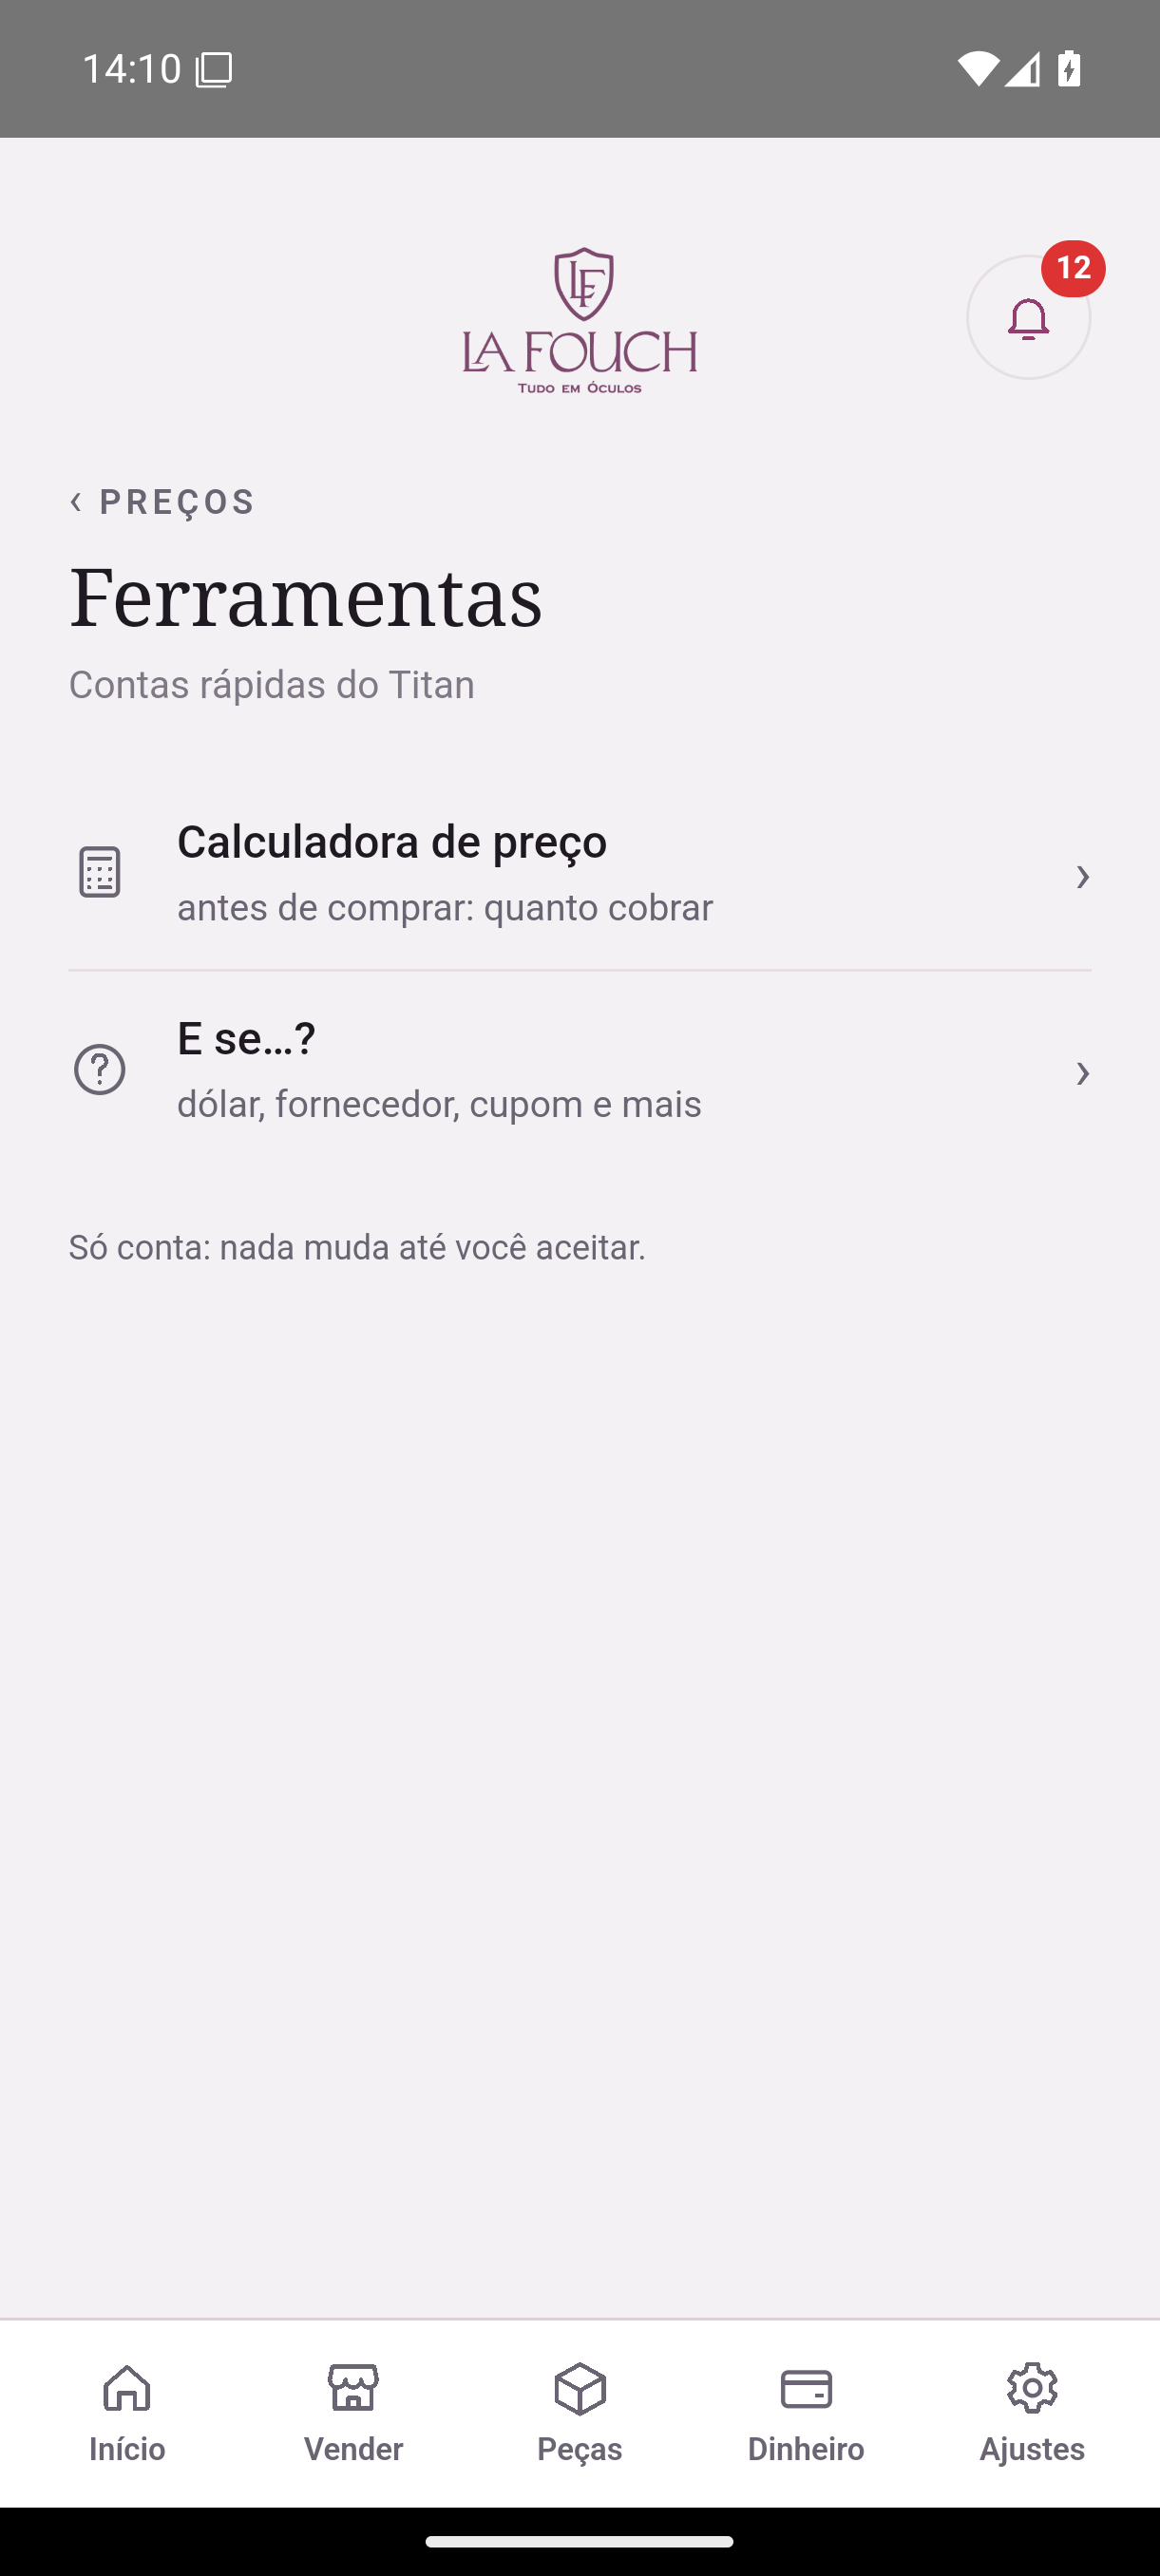 14:10
12
LF
LA FOUCH
TUDO EM ÓCULOS
‹ PREÇOS
Ferramentas
Contas rápidas do Titan
Calculadora de preço
antes de comprar: quanto cobrar
E se...?
dólar, fornecedor, cupom e mais
Só conta: nada muda até você aceitar.
Início
Vender
Peças
Dinheiro
Ajustes